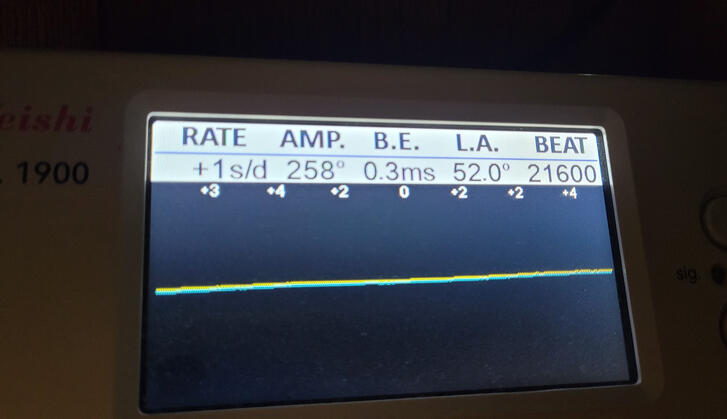 eishi
. 1900
RATE AMP. B.E. L.A. BEAT
+1s/d 258° 0.3ms 52.0° 21600
+3 +4 +2 0 +2 +2 +4
sig.